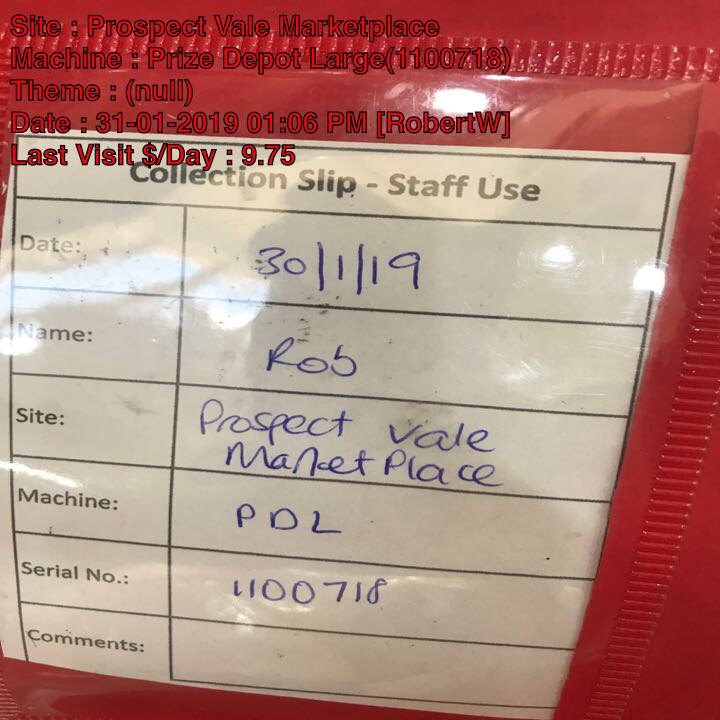 Site : Prospect Vale Marketplace
Machine : Prize Depot Large(1100718)
Theme : (null)
Date : 31-01-2019 01:06 PM [RobertW]
Last Visit $/Day : 9.75
Collection Slip - Staff Use
Date: 30/1/19
Name: Rob
Site: Prospect Vale
Market Place
Machine: PDL
Serial No.: 1100718
Comments: